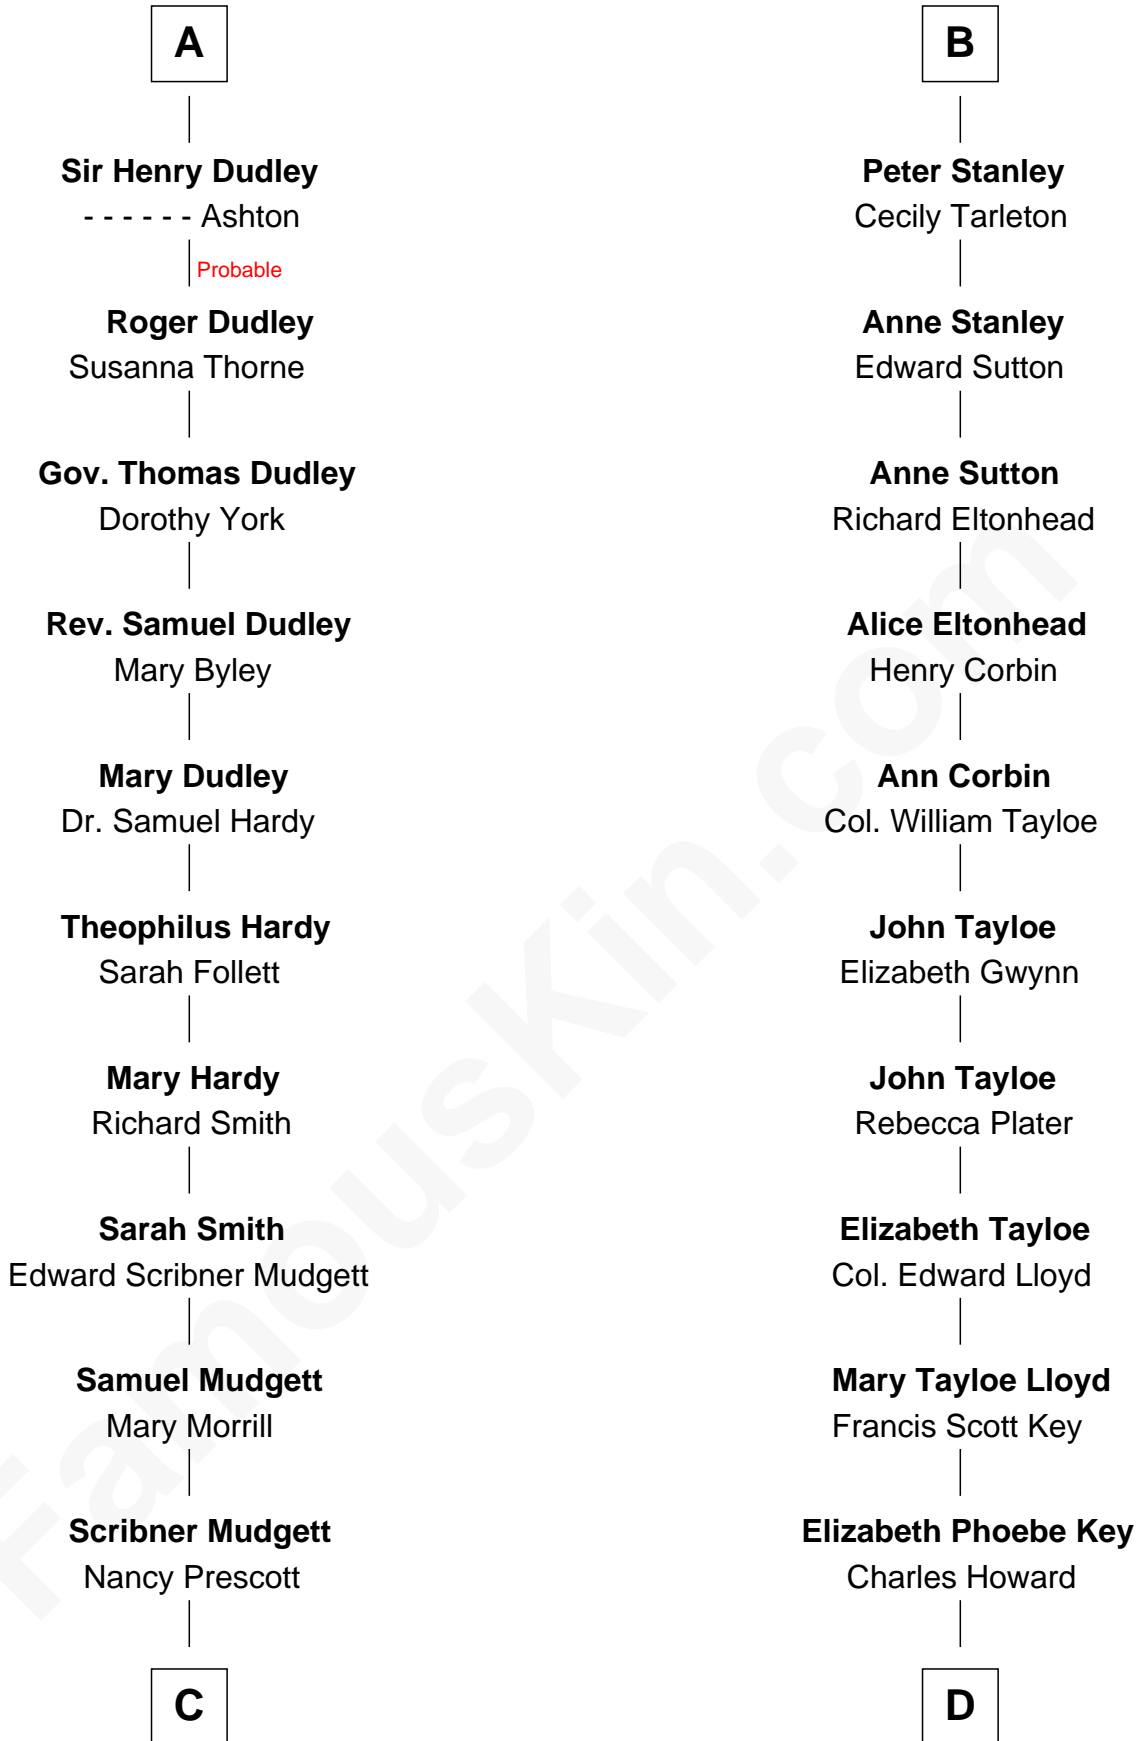 A
Sir Henry Dudley
- - - - - - Ashton
Probable
Roger Dudley
Susanna Thorne
Gov. Thomas Dudley
Dorothy York
Rev. Samuel Dudley
Mary Byley
Mary Dudley
Dr. Samuel Hardy
Theophilus Hardy
Sarah Follett
Mary Hardy
Richard Smith
Sarah Smith
Edward Scribner Mudgett
Samuel Mudgett
Mary Morrill
Scribner Mudgett
Nancy Prescott
C
B
Peter Stanley
Cecily Tarleton
Anne Stanley
Edward Sutton
Anne Sutton
Richard Eltonhead
Alice Eltonhead
Henry Corbin
Ann Corbin
Col. William Tayloe
John Tayloe
Elizabeth Gwynn
John Tayloe
Rebecca Plater
Elizabeth Tayloe
Col. Edward Lloyd
Mary Tayloe Lloyd
Francis Scott Key
Elizabeth Phoebe Key
Charles Howard
D
FamousKin.com